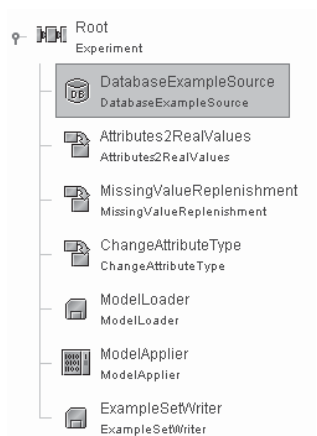 Root
Experiment
DatabaseExampleSource
DatabaseExampleSource
Attributes2RealValues
Attributes2RealValues
MissingValueReplenishment
MissingValueReplenishment
ChangeAttributeType
ChangeAttributeType
ModelLoader
ModelLoader
ModelApplier
ModelApplier
ExampleSetWriter
ExampleSetWriter